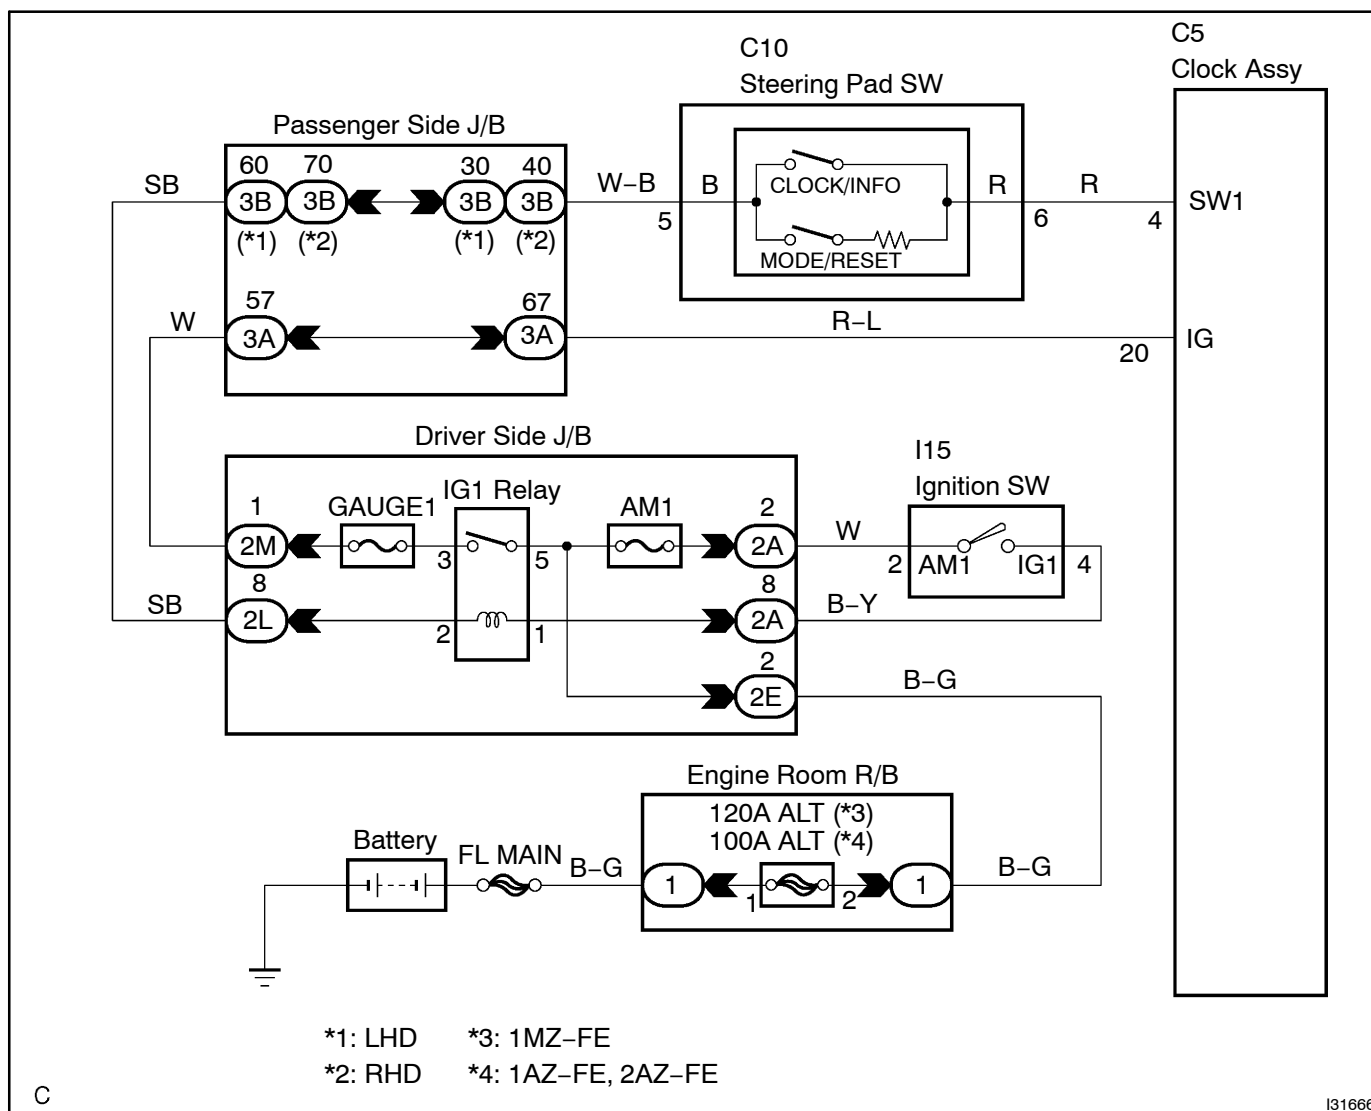 C10
Steering Pad SW
C5
Clock Assy
Passenger Side J/B
60 70 30 40
SB 3B 3B 3B 3B W-B 5 B CLOCK/INFO R 6 R 4 SW1
(*1) (*2) (*1) (*2)
MODE/RESET
57 67
W 3A 3A R-L 20 IG
Driver Side J/B
I15
Ignition SW
1 GAUGE1 IG1 Relay AM1 2
2M 3 5 2A W 2 AM1 IG1 4
8 8
SB 2L 2 1 2A B-Y
2
2E B-G
Engine Room R/B
120A ALT (*3)
100A ALT (*4)
Battery FL MAIN B-G 1 1 2 1 B-G
*1: LHD *3: 1MZ-FE
*2: RHD *4: 1AZ-FE, 2AZ-FE
C
I31666